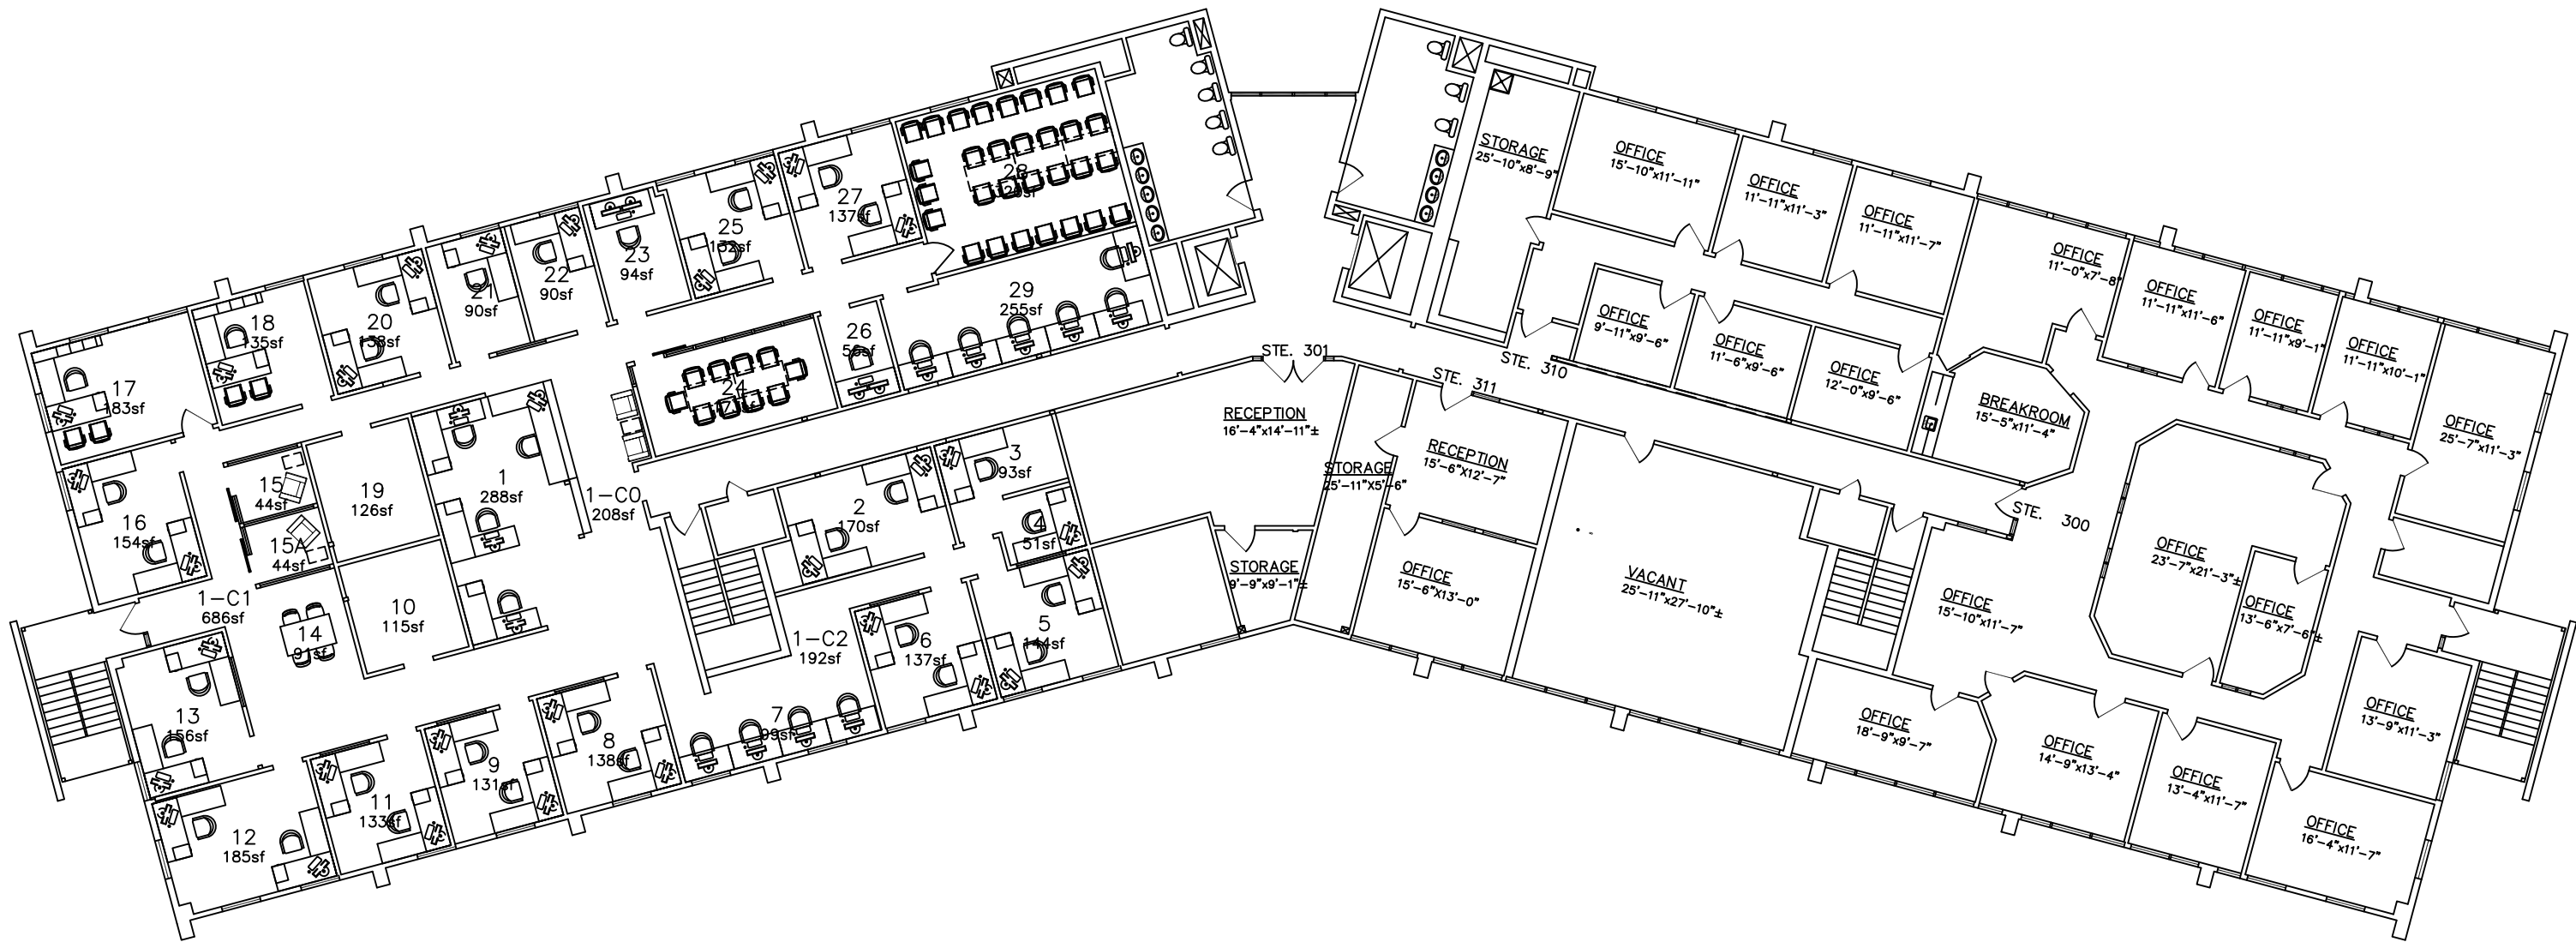 17
183sf
18
135sf
20
138sf
21
90sf
22
90sf
23
94sf
25
132sf
27
137sf
28
29
255sf
26
24
16
154sf
15
44sf
15A
44sf
19
126sf
10
115sf
1
288sf
1-C0
208sf
2
170sf
3
93sf
4
51sf
5
144sf
6
137sf
1-C2
192sf
7
99sf
8
138sf
9
131sf
11
133sf
12
185sf
13
156sf
14
91sf
1-C1
686sf
STE. 301
RECEPTION
16'-4"x14'-11"±
STORAGE
9'-9"x9'-1"±
STORAGE
25'-11"X5'-6"
STE. 311
RECEPTION
15'-6"X12'-7"
OFFICE
15'-6"X13'-0"
VACANT
25'-11"x27'-10"±
STE. 310
STORAGE
25'-10"x8'-9"
OFFICE
15'-10"x11'-11"
OFFICE
11'-11"x11'-3"
OFFICE
11'-11"x11'-7"
OFFICE
9'-11"x9'-6"
OFFICE
11'-6"x9'-6"
OFFICE
12'-0"x9'-6"
OFFICE
11'-0"x7'-8"
OFFICE
11'-11"x11'-6"
OFFICE
11'-11"x9'-1"
OFFICE
11'-11"x10'-1"
OFFICE
25'-7"x11'-3"
BREAKROOM
15'-5"x11'-4"
STE. 300
OFFICE
23'-7"x21'-3"±
OFFICE
13'-6"x7'-6"±
OFFICE
15'-10"x11'-7"
OFFICE
18'-9"x9'-7"
OFFICE
14'-9"x13'-4"
OFFICE
13'-4"x11'-7"
OFFICE
13'-9"x11'-3"
OFFICE
16'-4"x11'-7"